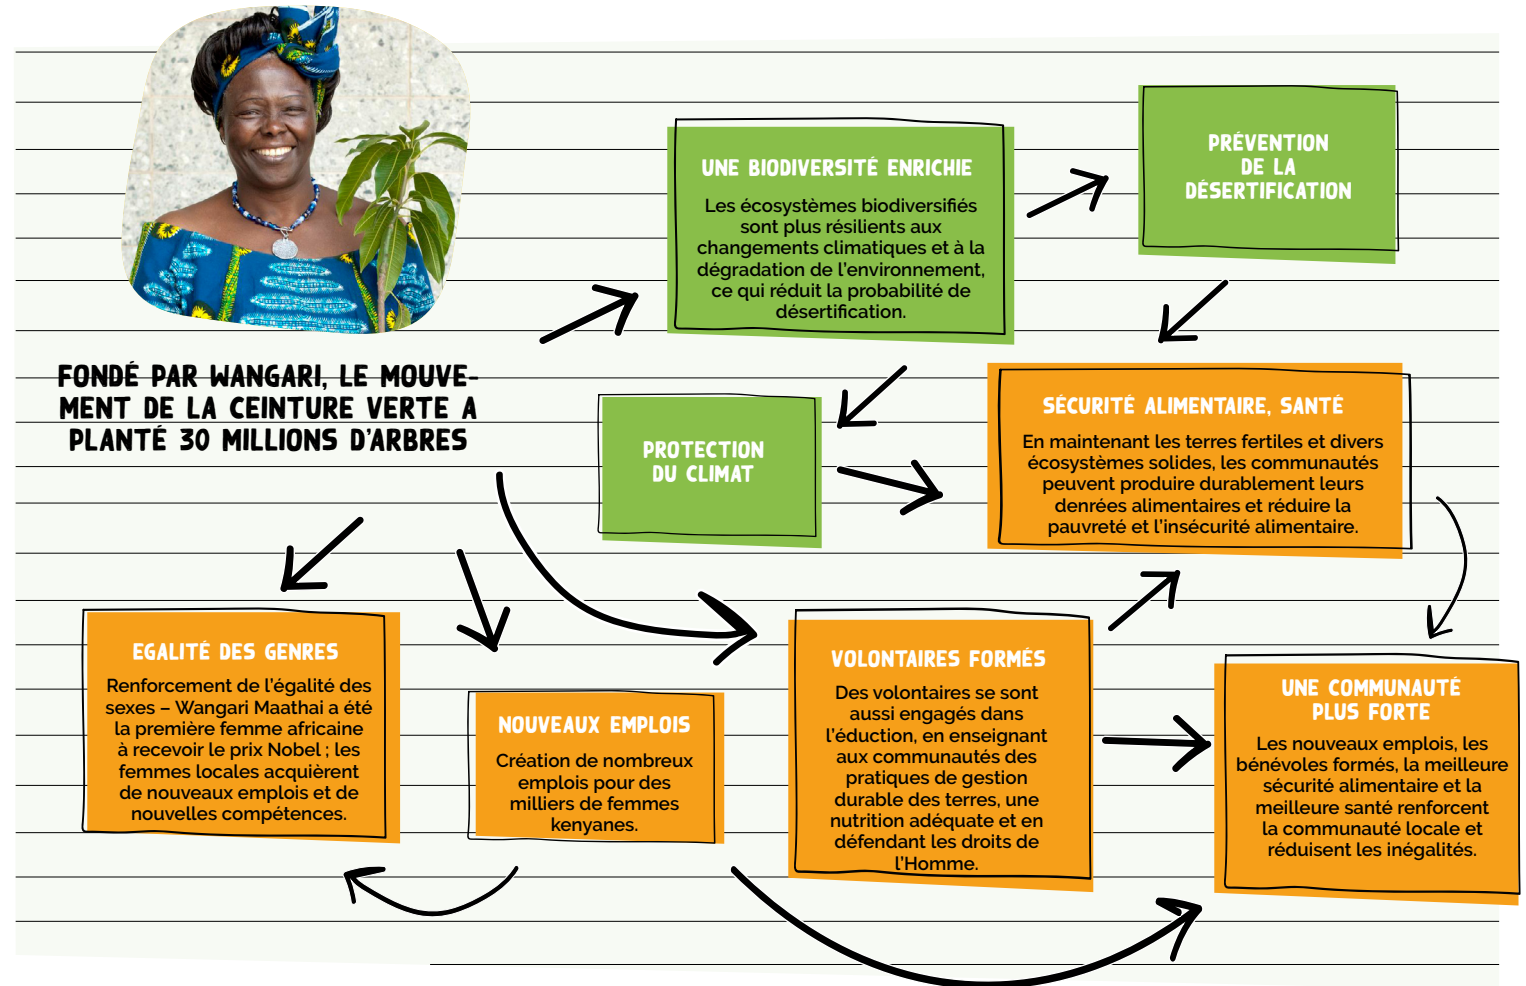 FONDÉ PAR WANGARI, LE MOUVE-
MENT DE LA CEINTURE VERTE A
PLANTÉ 30 MILLIONS D'ARBRES
UNE BIODIVERSITÉ ENRICHIE
Les écosystèmes biodiversifiés
sont plus résilients aux
changements climatiques et à la
dégradation de l'environnement,
ce qui réduit la probabilité de
désertification.
PRÉVENTION
DE LA
DÉSERTIFICATION
PROTECTION
DU CLIMAT
SÉCURITÉ ALIMENTAIRE, SANTÉ
En maintenant les terres fertiles et divers
écosystèmes solides, les communautés
peuvent produire durablement leurs
denrées alimentaires et réduire la
pauvreté et l'insécurité alimentaire.
EGALITÉ DES GENRES
Renforcement de l'égalité des
sexes – Wangari Maathai a été
la première femme africaine
à recevoir le prix Nobel ; les
femmes locales acquièrent
de nouveaux emplois et de
nouvelles compétences.
NOUVEAUX EMPLOIS
Création de nombreux
emplois pour des
milliers de femmes
kenyanes.
VOLONTAIRES FORMÉS
Des volontaires se sont
aussi engagés dans
l'éduction, en enseignant
aux communautés des
pratiques de gestion
durable des terres, une
nutrition adéquate et en
défendant les droits de
l'Homme.
UNE COMMUNAUTÉ
PLUS FORTE
Les nouveaux emplois, les
bénévoles formés, la meilleure
sécurité alimentaire et la
meilleure santé renforcent
la communauté locale et
réduisent les inégalités.